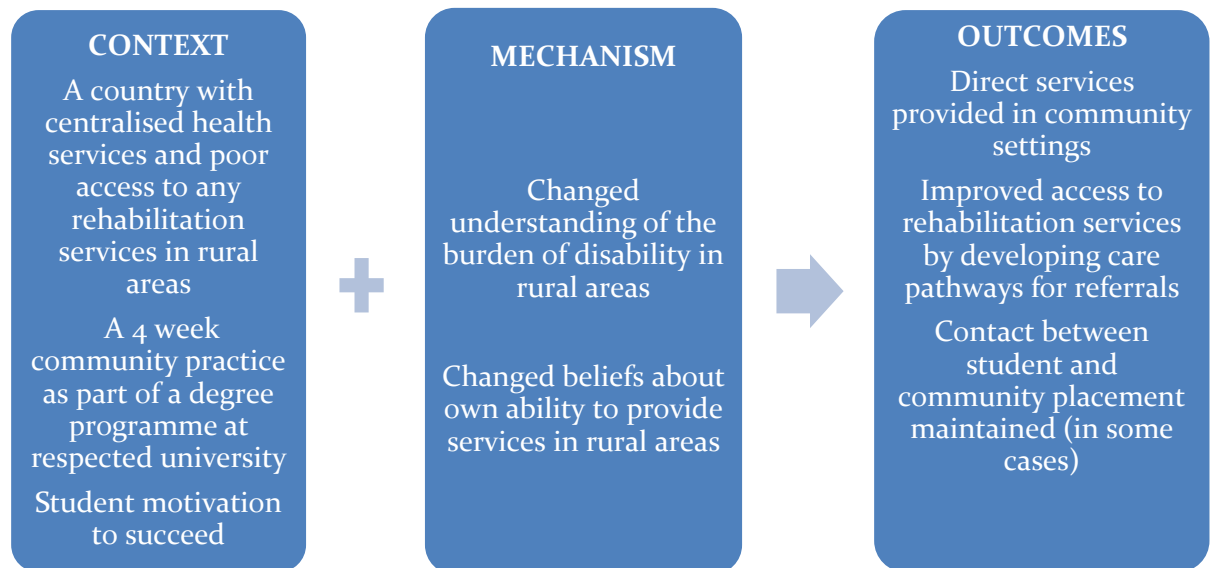 CONTEXT
A country with
centralised health
services and poor
access to any
rehabilitation
services in rural
areas
A 4 week
community practice
as part of a degree
programme at
respected university
Student motivation
to succeed
MECHANISM
Changed
understanding of the
burden of disability in
rural areas
Changed beliefs about
own ability to provide
services in rural areas
OUTCOMES
Direct services
provided in community
settings
Improved access to
rehabilitation services
by developing care
pathways for referrals
Contact between
student and
community placement
maintained (in some
cases)